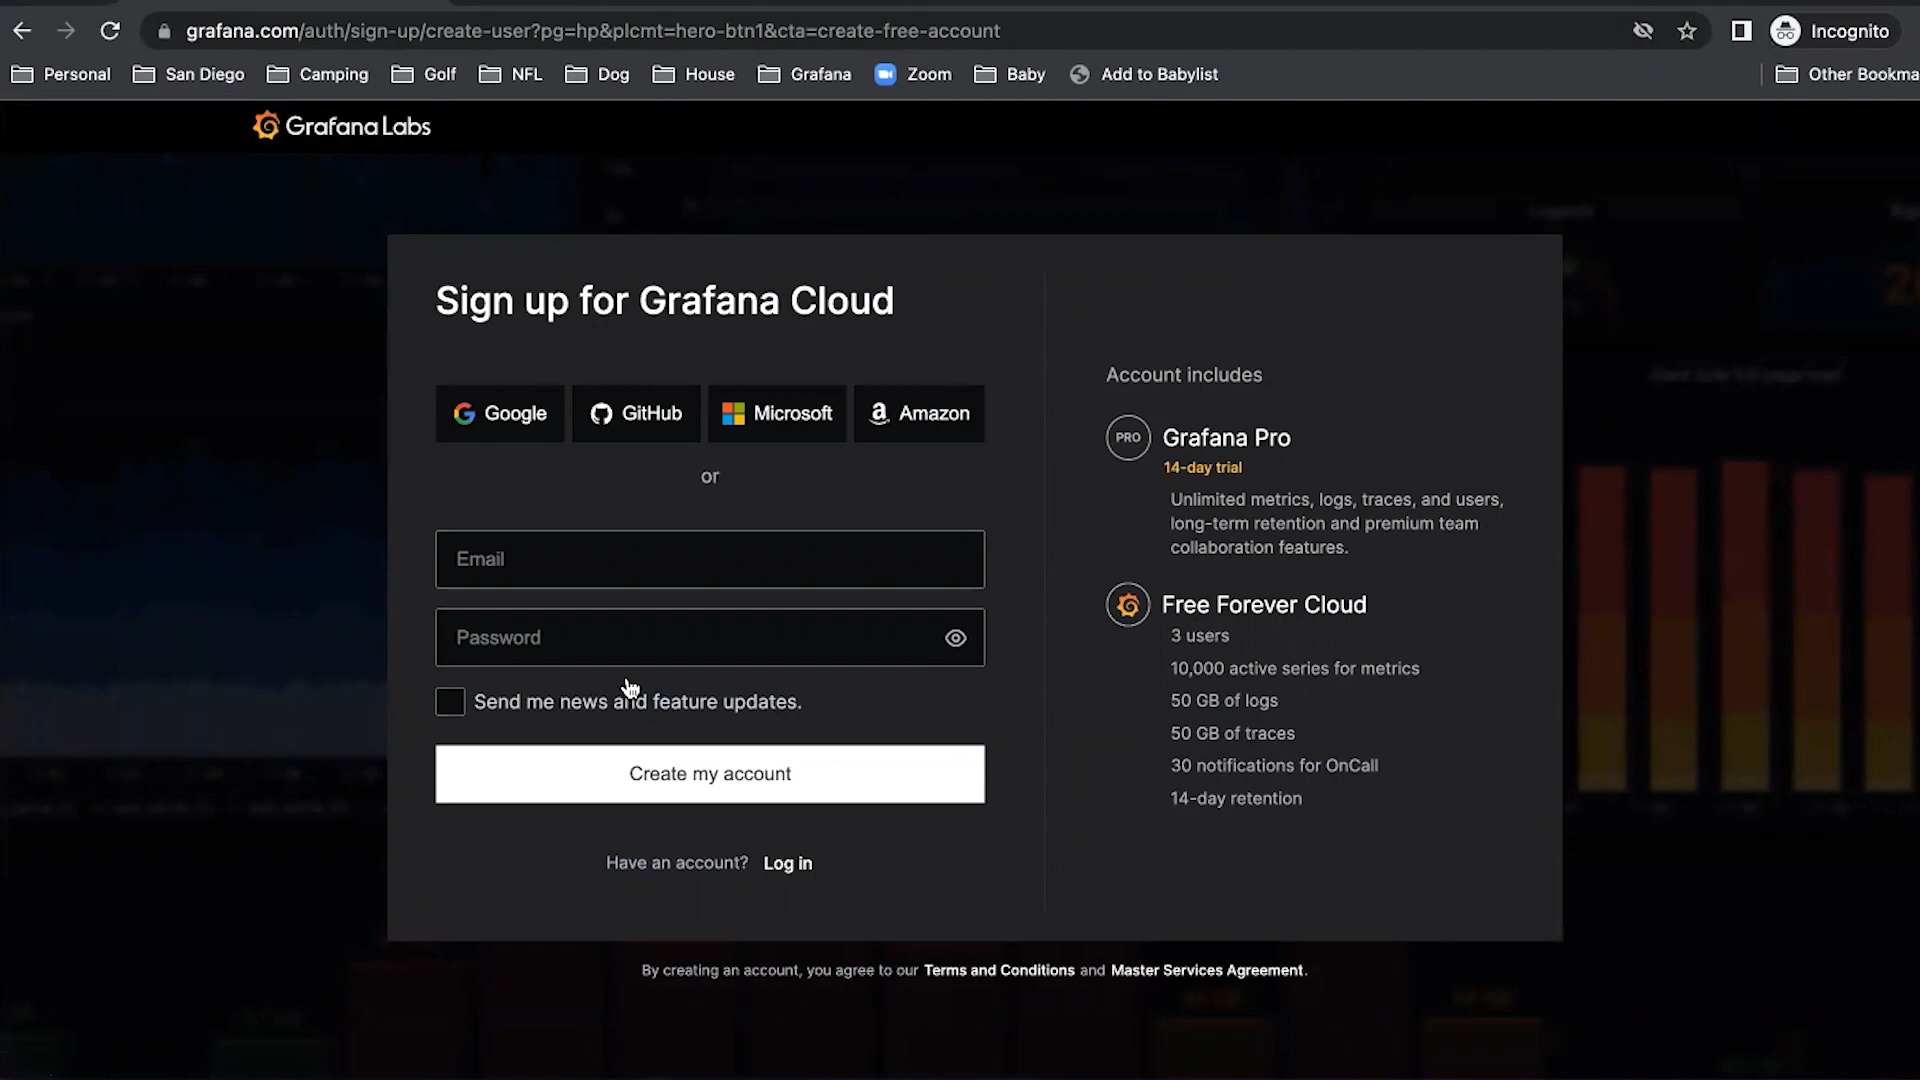 grafana.com/auth/sign-up/create-user?pg=hp&plcmt=hero-btn1&cta=create-free-account
Incognito
Personal San Diego Camping Golf NFL Dog House Grafana Zoom Baby Add to Babylist Other Bookma
Grafana Labs
Sign up for Grafana Cloud
Google GitHub Microsoft Amazon
or
Email
Password
Send me news and feature updates.
Create my account
Have an account? Log in
Account includes
PRO Grafana Pro
14-day trial
Unlimited metrics, logs, traces, and users,
long-term retention and premium team
collaboration features.
Free Forever Cloud
3 users
10,000 active series for metrics
50 GB of logs
50 GB of traces
30 notifications for OnCall
14-day retention
By creating an account, you agree to our Terms and Conditions and Master Services Agreement.